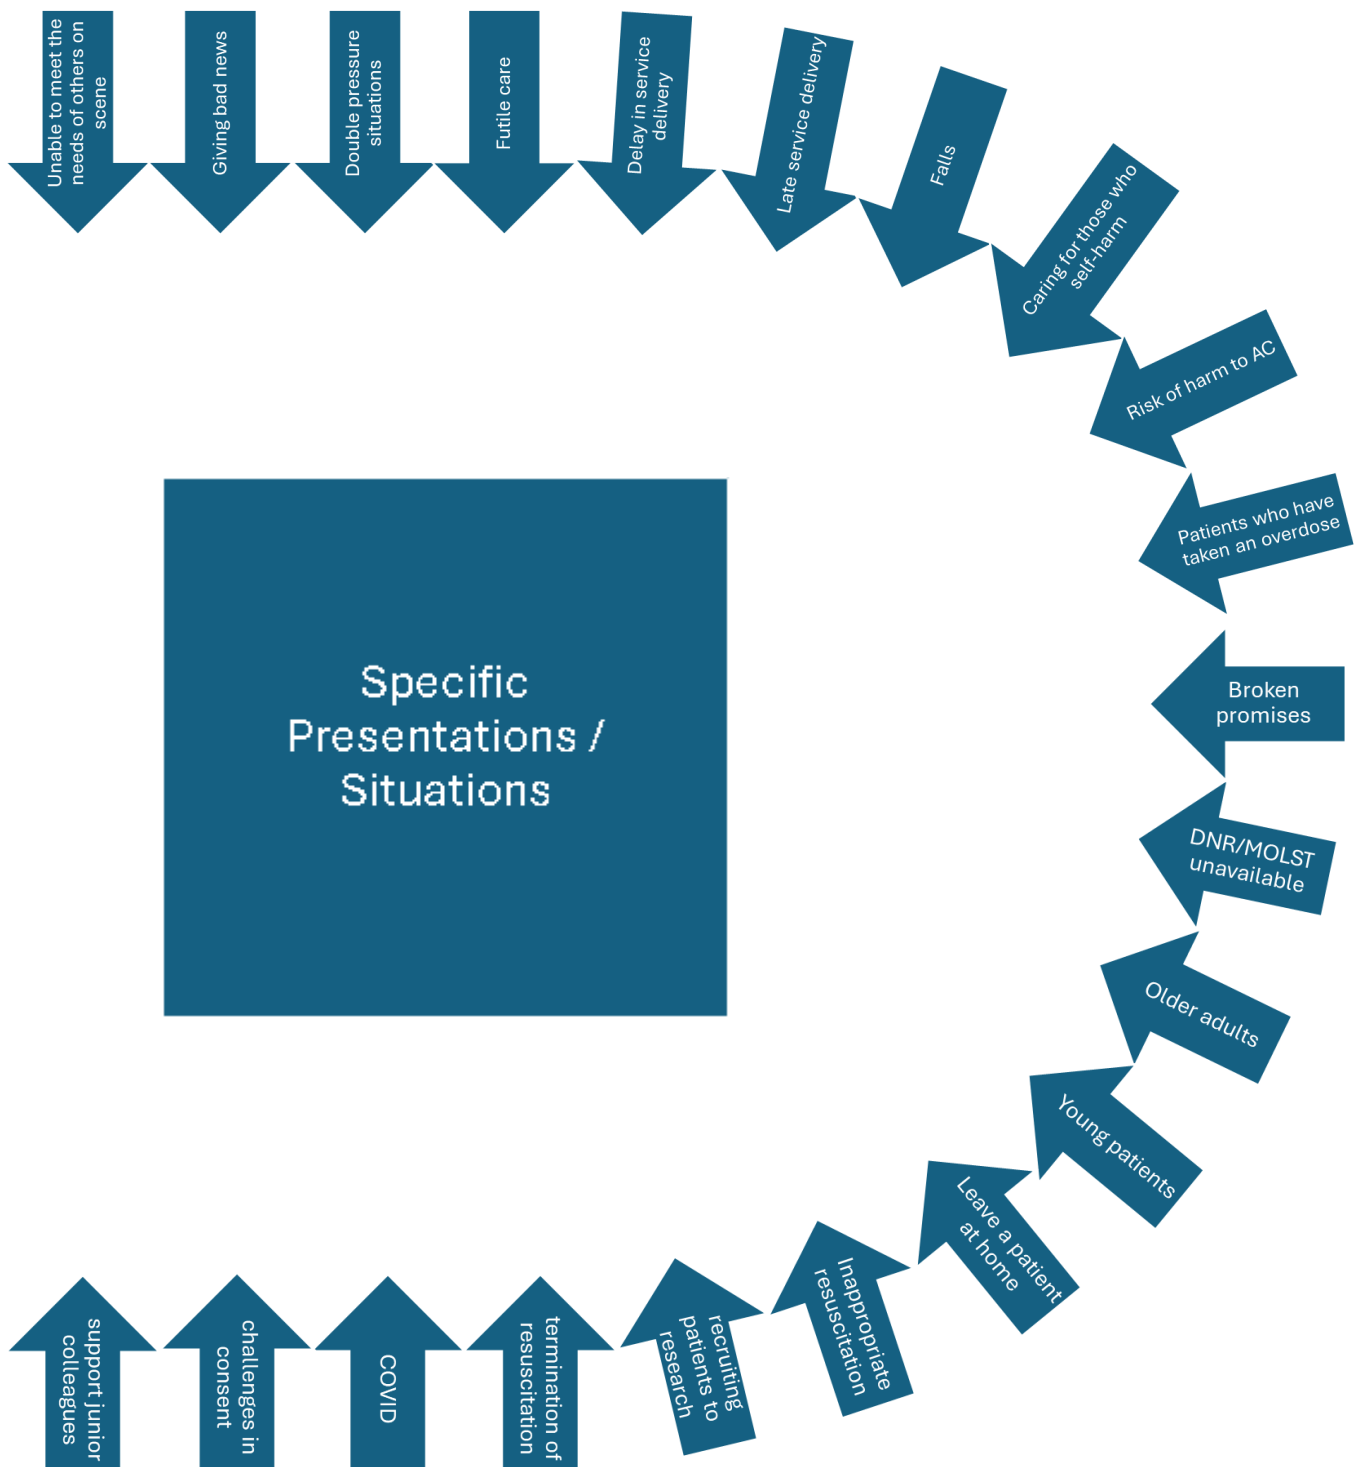 Unable to meet the
needs of others on
scene
Giving bad news
Double pressure
situations
Futile care
Delay in service
delivery
Late service delivery
Falls
Caring for those who
self-harm
Risk of harm to AC
Patients who have
taken an overdose
Broken
promises
DNR/MOLST
unavailable
Older adults
Young patients
Leave a patient
at home
Inappropriate
resuscitation
recruiting
patients to
research
termination of
resuscitation
COVID
challenges in
consent
support junior
colleagues
Specific
Presentations /
Situations